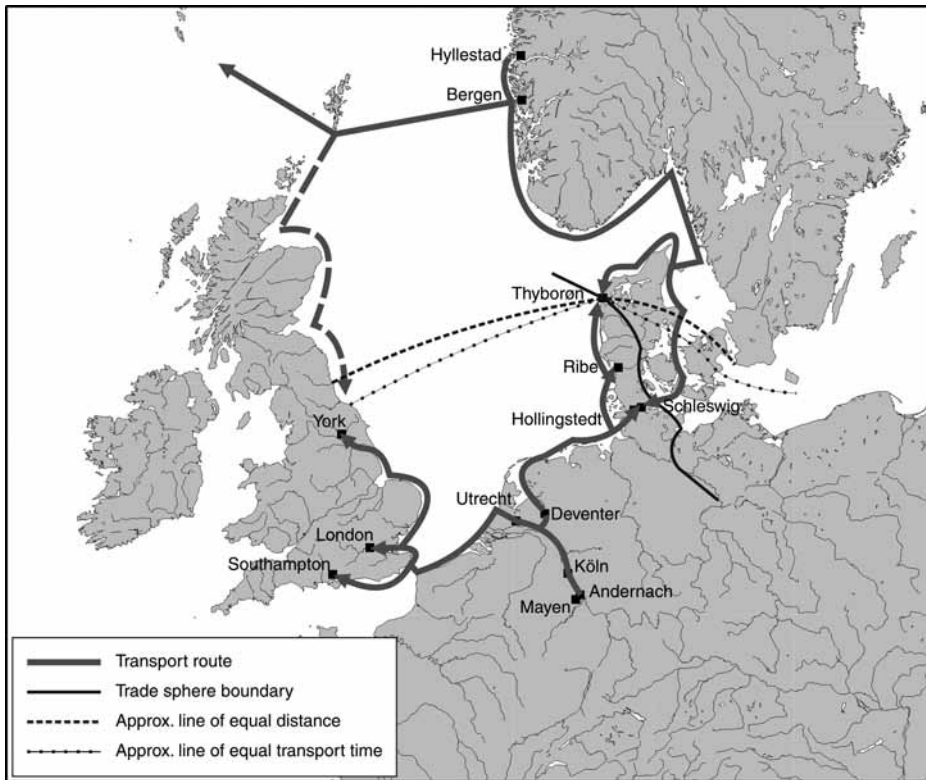 Hyllestad
Bergen
Thyborøn
Ribe
Schleswig
Hollingstedt
York
Utrecht
Deventer
London
Southampton
Köln
Andernach
Mayen
Transport route
Trade sphere boundary
Approx. line of equal distance
Approx. line of equal transport time